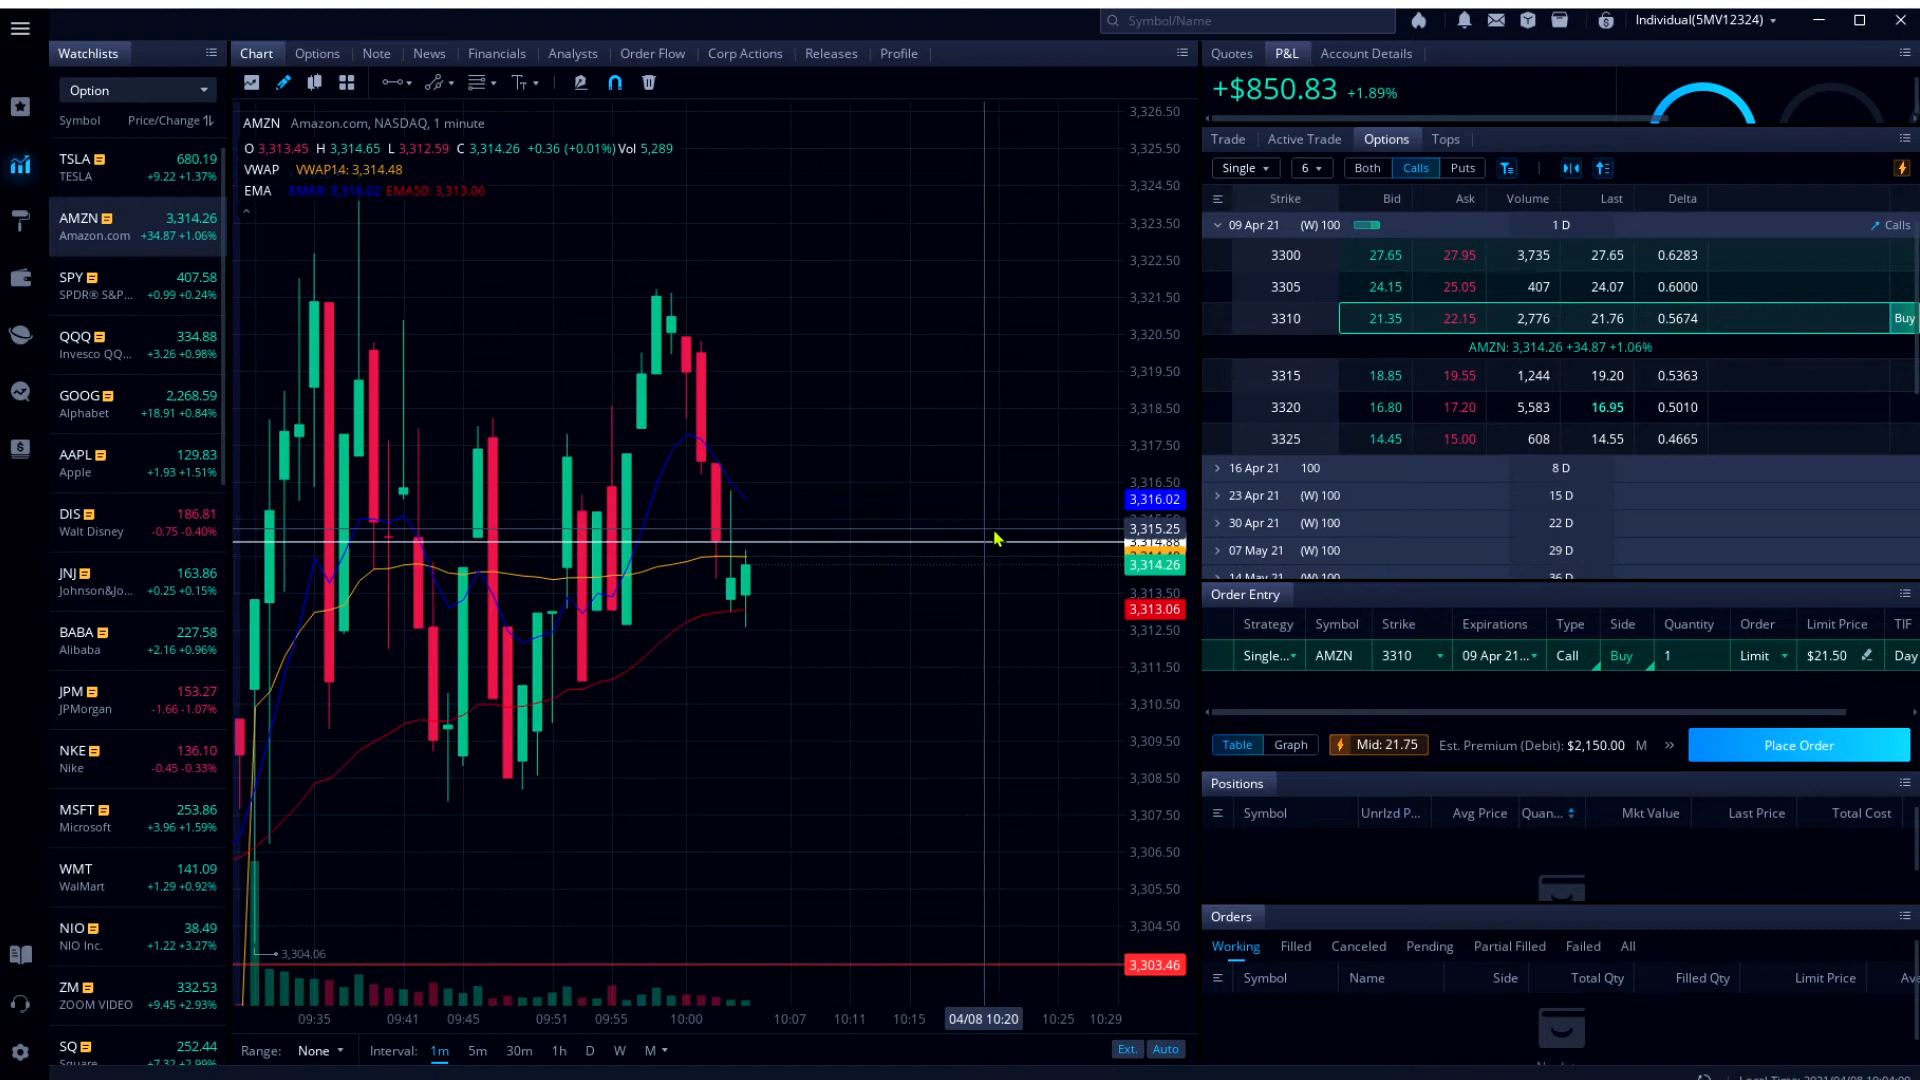 Symbol/Name
Individual(5MV12324)
Watchlists
Option
Symbol Price/Change
TSLA 680.19
TESLA +9.22 +1.37%
AMZN 3,314.26
Amazon.com +34.87 +1.06%
SPY 407.58
SPDR® S&P... +0.99 +0.24%
QQQ 334.88
Invesco QQ... +3.26 +0.98%
GOOG 2,268.59
Alphabet +18.91 +0.84%
AAPL 129.83
Apple +1.93 +1.51%
DIS 186.81
Walt Disney -0.75 -0.40%
JNJ 163.86
Johnson&Jo... +0.25 +0.15%
BABA 227.58
Alibaba +2.16 +0.96%
JPM 153.27
JPMorgan -1.66 -1.07%
NKE 136.10
Nike -0.45 -0.33%
MSFT 253.86
Microsoft +3.96 +1.59%
WMT 141.09
WalMart +1.29 +0.92%
NIO 38.49
NIO Inc. +1.22 +3.27%
ZM 332.53
ZOOM VIDEO +9.45 +2.93%
SQ 252.44
Square +7.32 +2.99%
Chart Options Note News Financials Analysts Order Flow Corp Actions Releases Profile
AMZN Amazon.com, NASDAQ, 1 minute
O 3,313.45 H 3,314.65 L 3,312.59 C 3,314.26 +0.36 (+0.01%) Vol 5,289
VWAP VWAP14: 3,314.48
EMA EMA9: 3,316.02 EMA50: 3,313.06
3,326.50
3,325.50
3,324.50
3,323.50
3,322.50
3,321.50
3,320.50
3,319.50
3,318.50
3,317.50
3,316.50
3,316.02
3,315.25
3,314.88
3,314.26
3,313.50
3,313.06
3,312.50
3,311.50
3,310.50
3,309.50
3,308.50
3,307.50
3,306.50
3,305.50
3,304.50
3,303.46
3,304.06
09:35 09:41 09:45 09:51 09:55 10:00 10:07 10:11 10:15 04/08 10:20 10:25 10:29
Range: None Interval: 1m 5m 30m 1h D W M Ext. Auto
Quotes P&L Account Details
+$850.83 +1.89%
Trade Active Trade Options Tops
Single 6 Both Calls Puts
Strike Bid Ask Volume Last Delta
09 Apr 21 (W) 100 1 D Calls
3300 27.65 27.95 3,735 27.65 0.6283
3305 24.15 25.05 407 24.07 0.6000
3310 21.35 22.15 2,776 21.76 0.5674 Buy
AMZN: 3,314.26 +34.87 +1.06%
3315 18.85 19.55 1,244 19.20 0.5363
3320 16.80 17.20 5,583 16.95 0.5010
3325 14.45 15.00 608 14.55 0.4665
16 Apr 21 100 8 D
23 Apr 21 (W) 100 15 D
30 Apr 21 (W) 100 22 D
07 May 21 (W) 100 29 D
14 May 21 (W) 100 36 D
Order Entry
Strategy Symbol Strike Expirations Type Side Quantity Order Limit Price TIF
Single... AMZN 3310 09 Apr 21... Call Buy 1 Limit $21.50 Day
Table Graph Mid: 21.75 Est. Premium (Debit): $2,150.00 M Place Order
Positions
Symbol Unrlzd P... Avg Price Quan... Mkt Value Last Price Total Cost
Orders
Working Filled Canceled Pending Partial Filled Failed All
Symbol Name Side Total Qty Filled Qty Limit Price